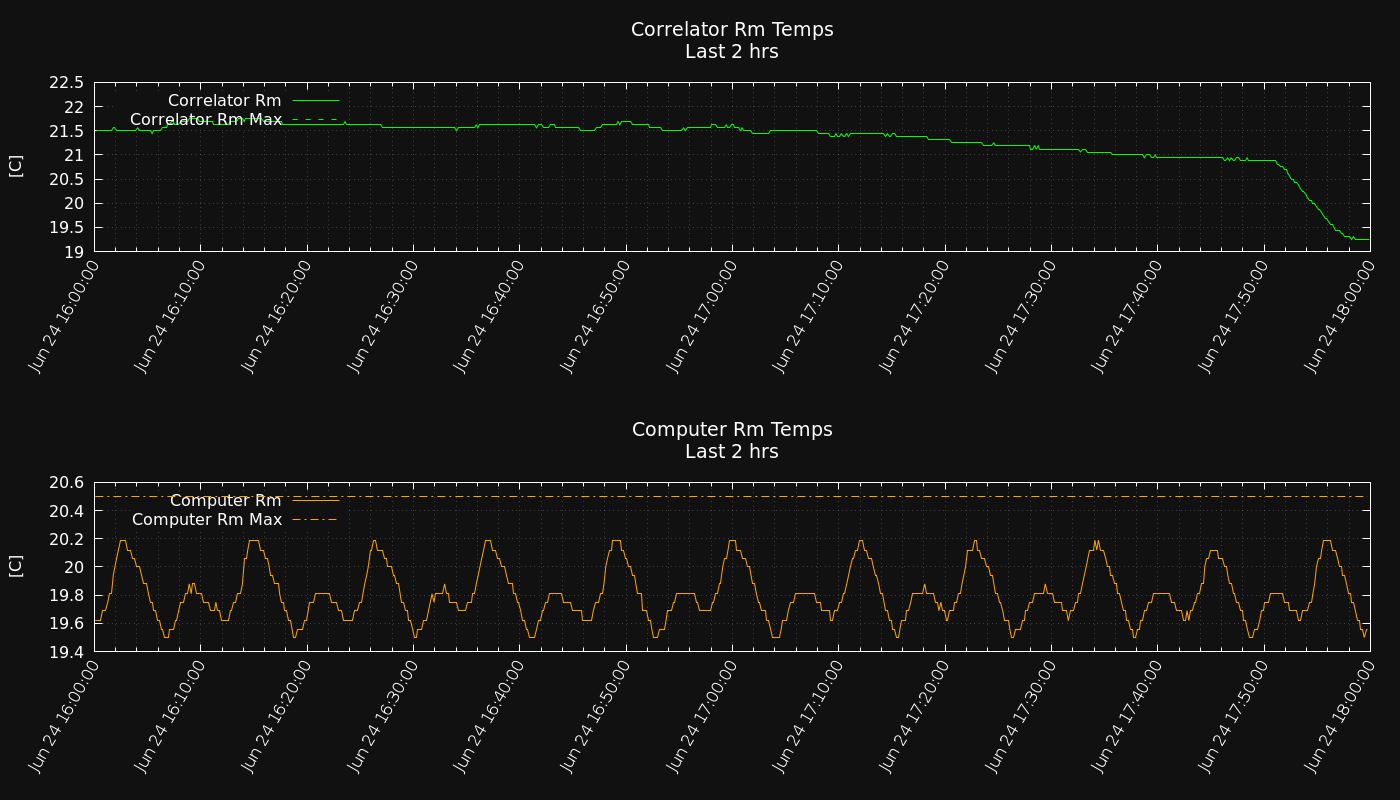 Correlator Rm Temps
Last 2 hrs
22.5
22
21.5
21
20.5
20
19.5
19
[C]
Correlator Rm
Correlator Rm Max
Jun 24 16:00:00
Jun 24 16:10:00
Jun 24 16:20:00
Jun 24 16:30:00
Jun 24 16:40:00
Jun 24 16:50:00
Jun 24 17:00:00
Jun 24 17:10:00
Jun 24 17:20:00
Jun 24 17:30:00
Jun 24 17:40:00
Jun 24 17:50:00
Jun 24 18:00:00
Computer Rm Temps
Last 2 hrs
20.6
20.4
20.2
20
19.8
19.6
19.4
[C]
Computer Rm
Computer Rm Max
Jun 24 16:00:00
Jun 24 16:10:00
Jun 24 16:20:00
Jun 24 16:30:00
Jun 24 16:40:00
Jun 24 16:50:00
Jun 24 17:00:00
Jun 24 17:10:00
Jun 24 17:20:00
Jun 24 17:30:00
Jun 24 17:40:00
Jun 24 17:50:00
Jun 24 18:00:00